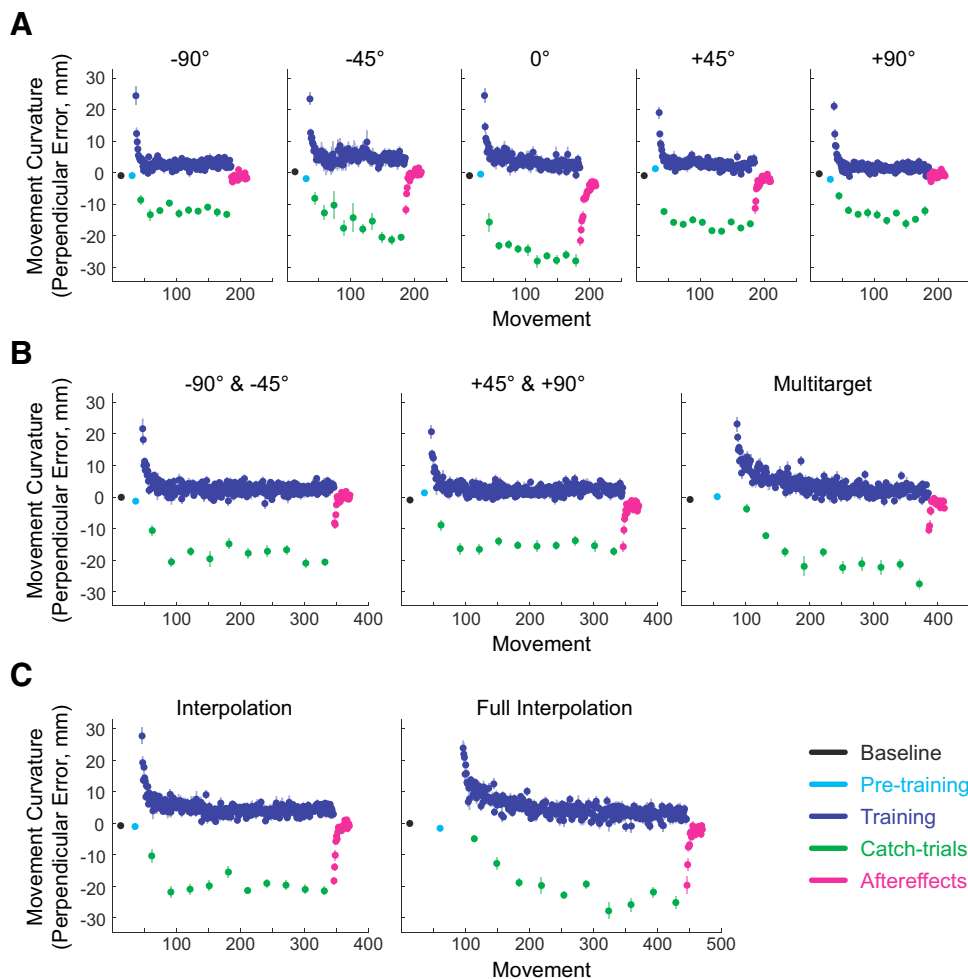 A
-90°
-45°
0°
+45°
+90°
Movement Curvature
(Perpendicular Error, mm)
30
20
10
0
-10
-20
-30
100 200
100 200
100 200
100 200
100 200
Movement
B
-90° & -45°
+45° & +90°
Multitarget
Movement Curvature
(Perpendicular Error, mm)
30
20
10
0
-10
-20
-30
100 200 300 400
100 200 300 400
100 200 300 400
Movement
C
Interpolation
Full Interpolation
Movement Curvature
(Perpendicular Error, mm)
30
20
10
0
-10
-20
-30
100 200 300 400
100 200 300 400 500
Movement
Baseline
Pre-training
Training
Catch-trials
Aftereffects